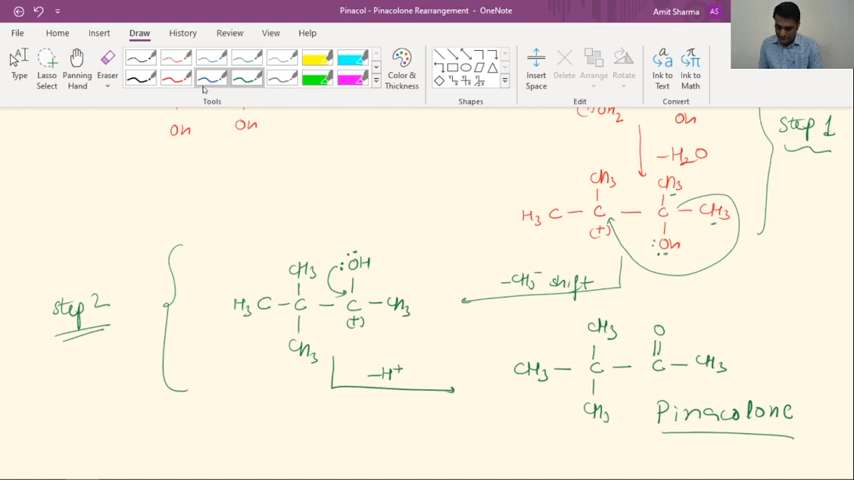 Pinacol - Pinacolone Rearrangement - OneNote
Amit Sharma AS
File Home Insert Draw History Review View Help
Type
Lasso Select
Panning Hand
Eraser
Color & Thickness
Insert Space
Delete
Arrange
Rotate
Ink to Text
Ink to Math
Tools
Shapes
Edit
Convert
OH OH
(+)OH2 OH
Step 1
-H2O
CH3 CH3
H3C - C - C - CH3
(+) :OH
-CH3- shift
CH3 :OH
Step 2
H3C - C - C - CH3
(+)
CH3
-H+
CH3 O
CH3 - C - C - CH3
CH3
Pinacolone